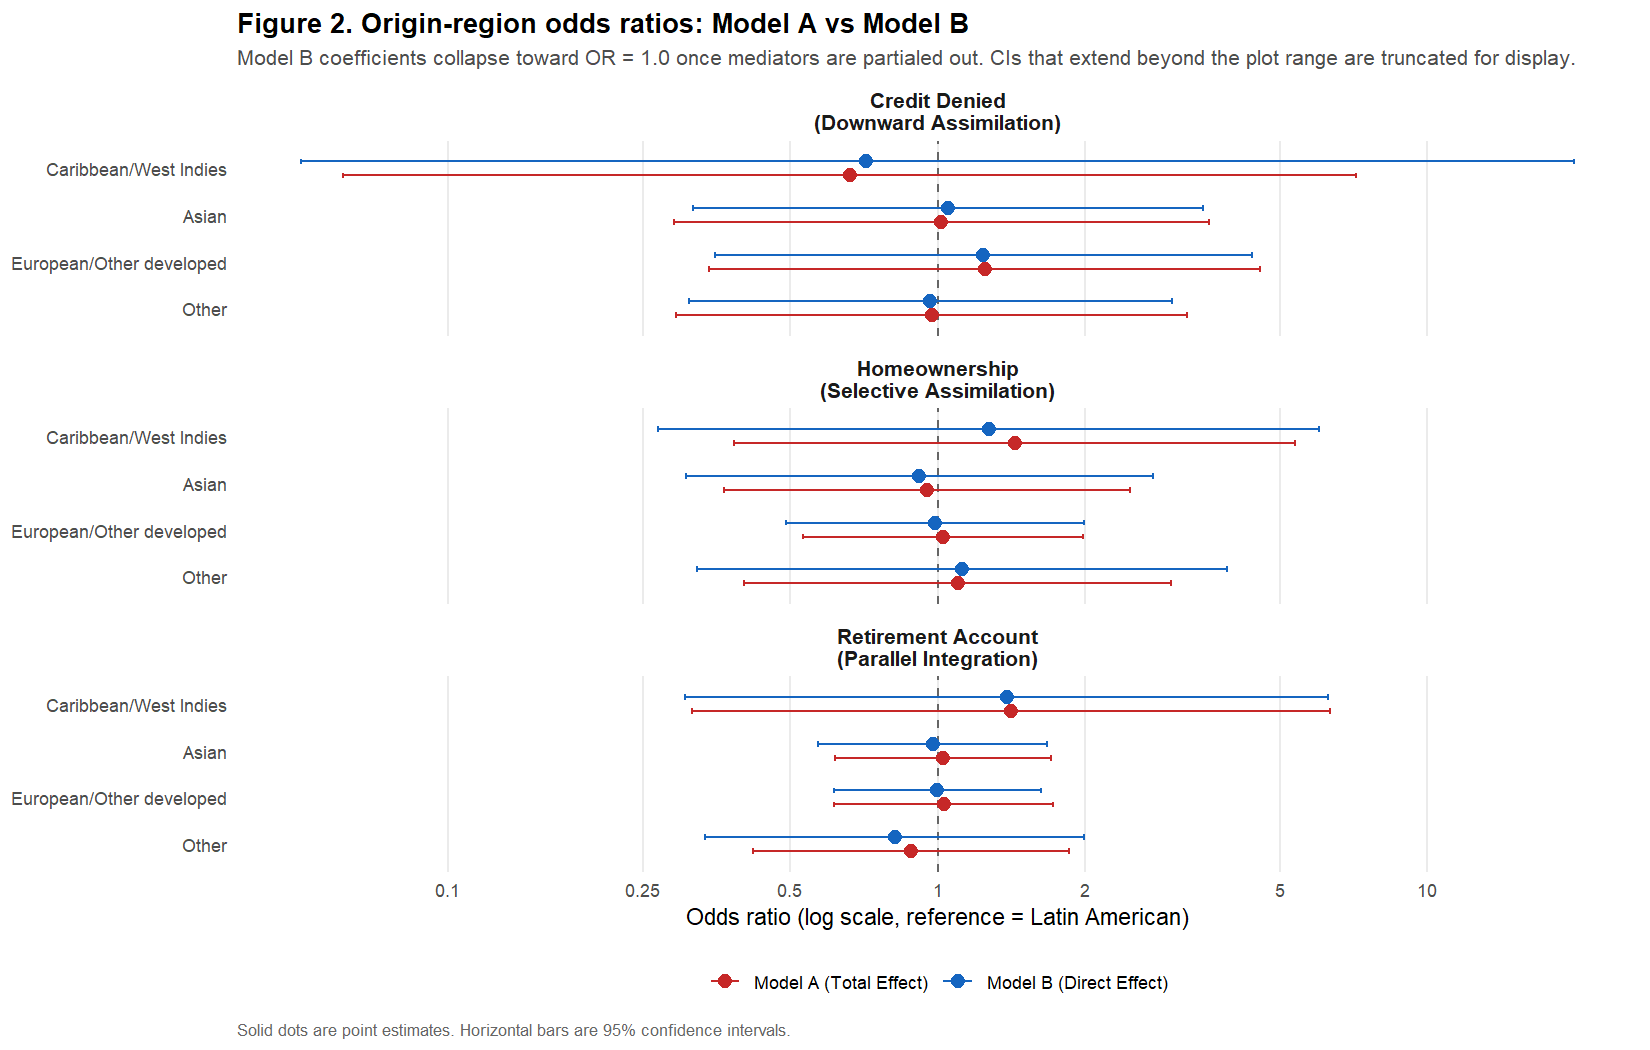 Figure 2. Origin-region odds ratios: Model A vs Model B
Model B coefficients collapse toward OR = 1.0 once mediators are partialed out. CIs that extend beyond the plot range are truncated for display.
Credit Denied
(Downward Assimilation)
Caribbean/West Indies
Asian
European/Other developed
Other
Homeownership
(Selective Assimilation)
Caribbean/West Indies
Asian
European/Other developed
Other
Retirement Account
(Parallel Integration)
Caribbean/West Indies
Asian
European/Other developed
Other
0.1 0.25 0.5 1 2 5 10
Odds ratio (log scale, reference = Latin American)
Model A (Total Effect) Model B (Direct Effect)
Solid dots are point estimates. Horizontal bars are 95% confidence intervals.